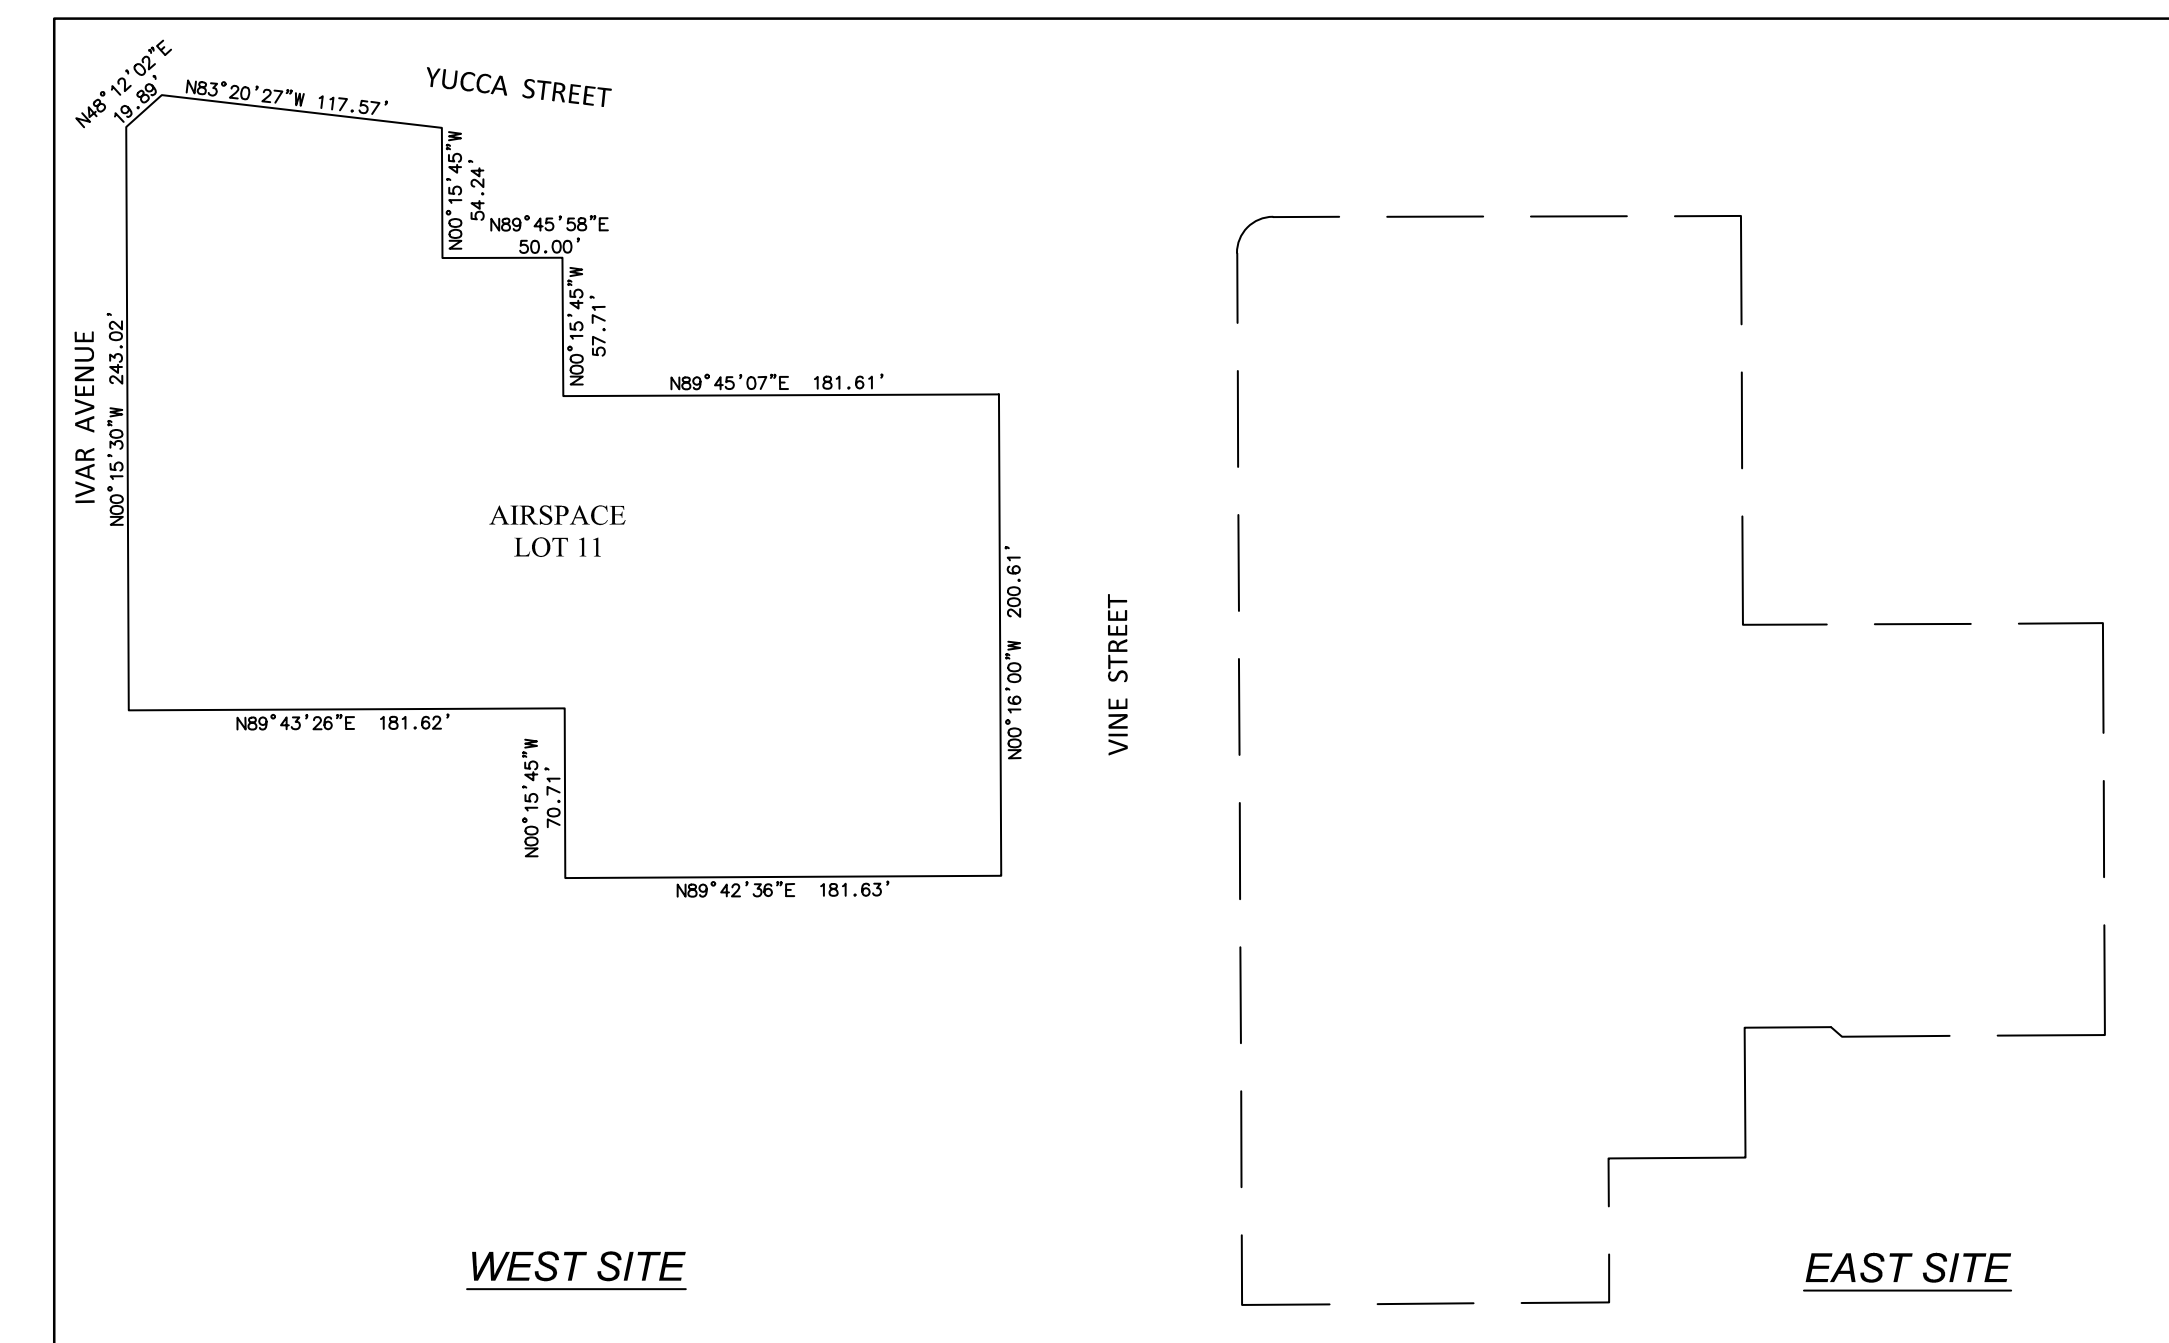 N48°12'02"E
19.89'
N83°20'27"W 117.57'
YUCCA STREET
N00°15'45"W
54.24'
N89°45'58"E
50.00'
N00°15'45"W
57.71'
IVAR AVENUE
N00°15'30"W 243.02'
N89°45'07"E 181.61'
AIRSPACE
LOT 11
N00°16'00"W 200.61'
VINE STREET
N89°43'26"E 181.62'
N00°15'45"W
70.71'
N89°42'36"E 181.63'
WEST SITE
EAST SITE